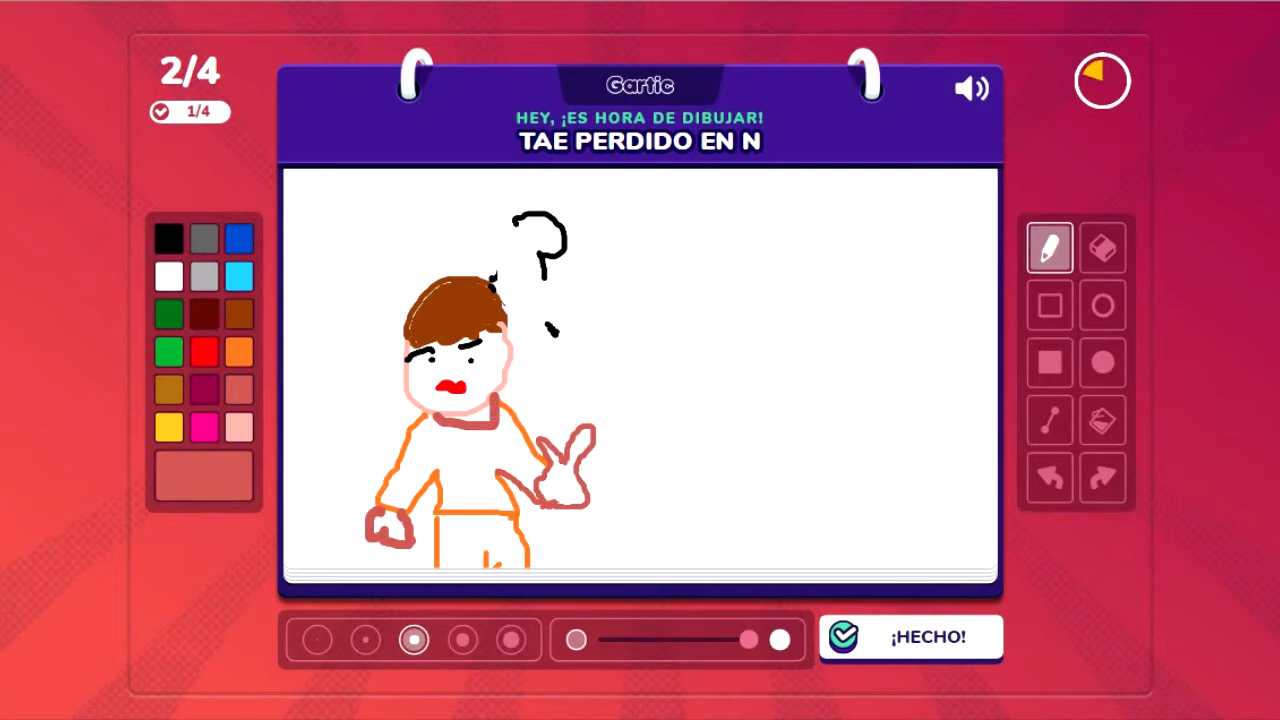 2/4
1/4
Gartic
HEY, ¡ES HORA DE DIBUJAR!
TAE PERDIDO EN N
?
¡HECHO!